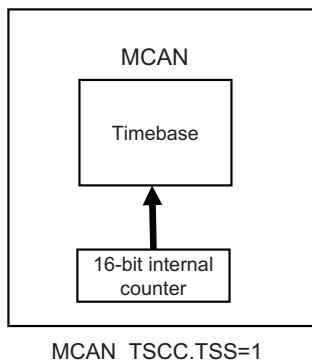 MCAN
Timebase
16-bit internal
counter
MCAN_TSCC.TSS=1